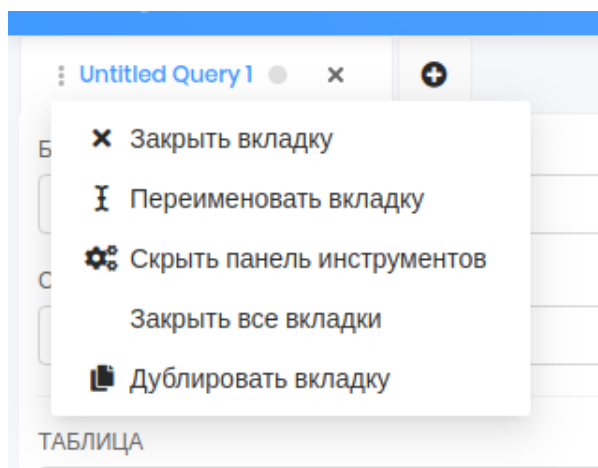 Untitled Query 1
Закрыть вкладку
Переименовать вкладку
Скрыть панель инструментов
Закрыть все вкладки
Дублировать вкладку
ТАБЛИЦА